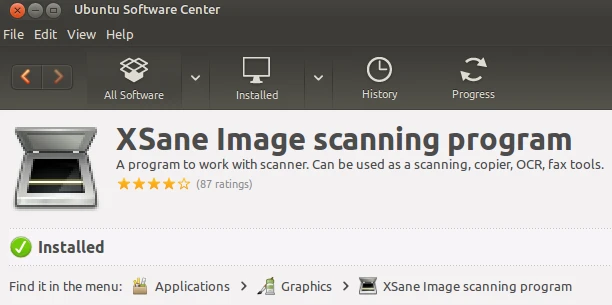 Ubuntu Software Center
File Edit View Help
All Software Installed History Progress
XSane Image scanning program
A program to work with scanner. Can be used as a scanning, copier, OCR, fax tools.
(87 ratings)
Installed
Find it in the menu: Applications > Graphics > XSane Image scanning program